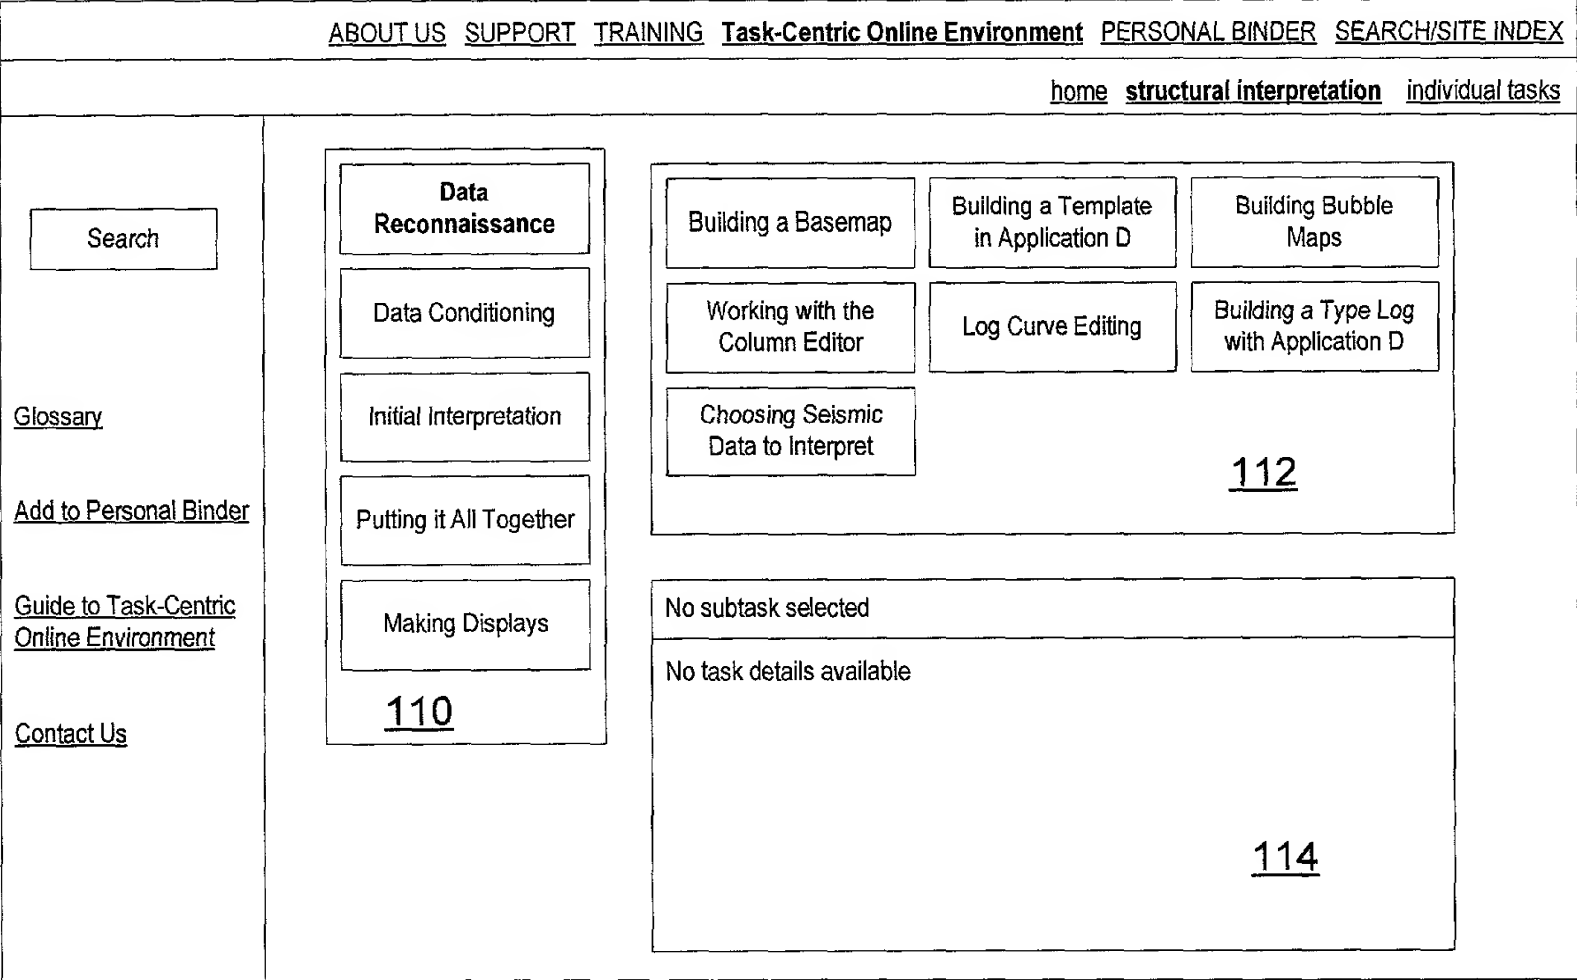 ABOUT US SUPPORT TRAINING Task-Centric Online Environment PERSONAL BINDER SEARCH/SITE INDEX
home structural interpretation individual tasks
Search
Glossary
Add to Personal Binder
Guide to Task-Centric
Online Environment
Contact Us
Data
Reconnaissance
Data Conditioning
Initial Interpretation
Putting it All Together
Making Displays
110
Building a Basemap
Building a Template
in Application D
Building Bubble
Maps
Working with the
Column Editor
Log Curve Editing
Building a Type Log
with Application D
Choosing Seismic
Data to Interpret
112
No subtask selected
No task details available
114